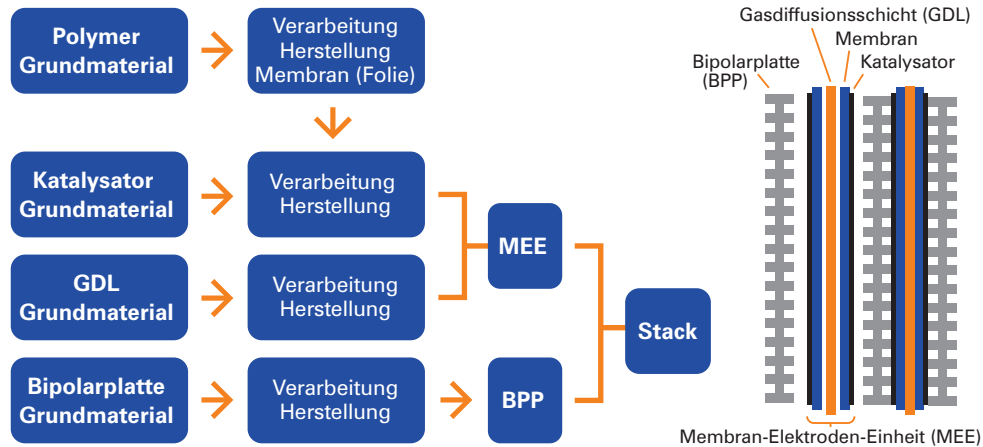 Polymer
Grundmaterial
Verarbeitung
Herstellung
Membran (Folie)
Katalysator
Grundmaterial
Verarbeitung
Herstellung
GDL
Grundmaterial
Verarbeitung
Herstellung
MEE
Bipolarplatte
Grundmaterial
Verarbeitung
Herstellung
BPP
Stack
Gasdiffusionsschicht (GDL)
Membran
Katalysator
Bipolarplatte
(BPP)
Membran-Elektroden-Einheit (MEE)